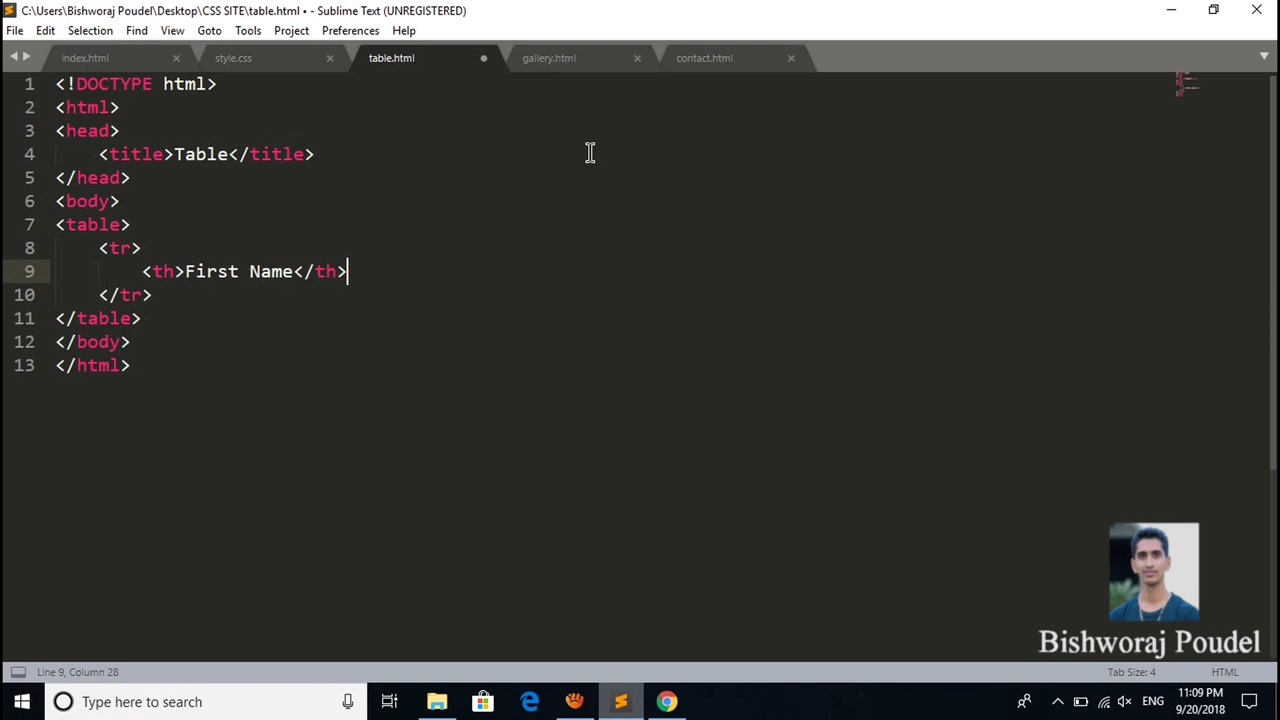 C:\Users\Bishworaj Poudel\Desktop\CSS SITE\table.html • - Sublime Text (UNREGISTERED)
File Edit Selection Find View Goto Tools Project Preferences Help
index.html style.css table.html gallery.html contact.html
1 <!DOCTYPE html>
2 <html>
3 <head>
4 <title>Table</title>
5 </head>
6 <body>
7 <table>
8 <tr>
9 <th>First Name</th>
10 </tr>
11 </table>
12 </body>
13 </html>
Bishworaj Poudel
Line 9, Column 28 Tab Size: 4 HTML
Type here to search ENG 11:09 PM
9/20/2018